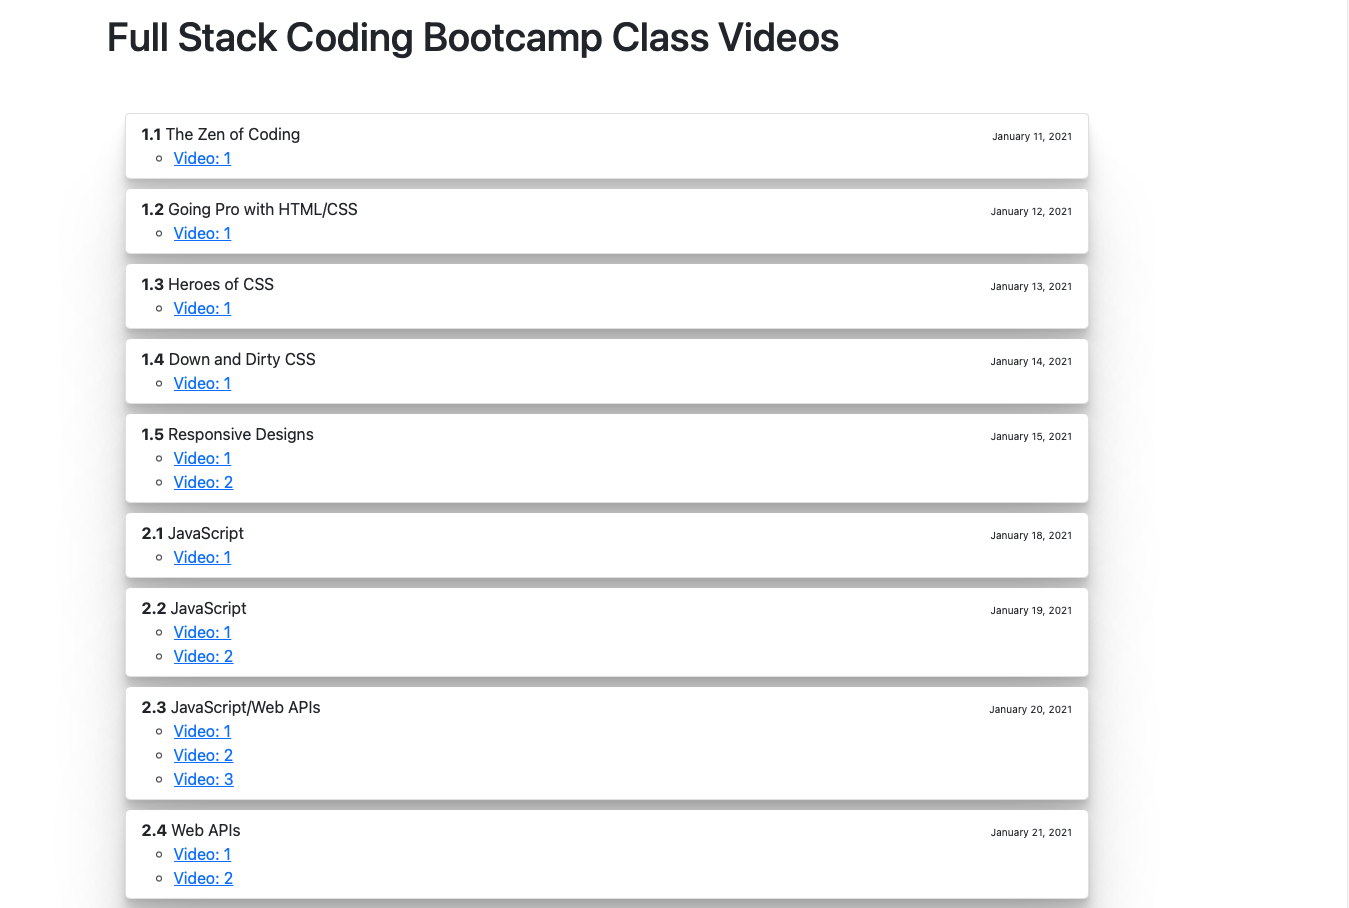 Full Stack Coding Bootcamp Class Videos
1.1 The Zen of Coding January 11, 2021
Video: 1
1.2 Going Pro with HTML/CSS January 12, 2021
Video: 1
1.3 Heroes of CSS January 13, 2021
Video: 1
1.4 Down and Dirty CSS January 14, 2021
Video: 1
1.5 Responsive Designs January 15, 2021
Video: 1
Video: 2
2.1 JavaScript January 18, 2021
Video: 1
2.2 JavaScript January 19, 2021
Video: 1
Video: 2
2.3 JavaScript/Web APIs January 20, 2021
Video: 1
Video: 2
Video: 3
2.4 Web APIs January 21, 2021
Video: 1
Video: 2